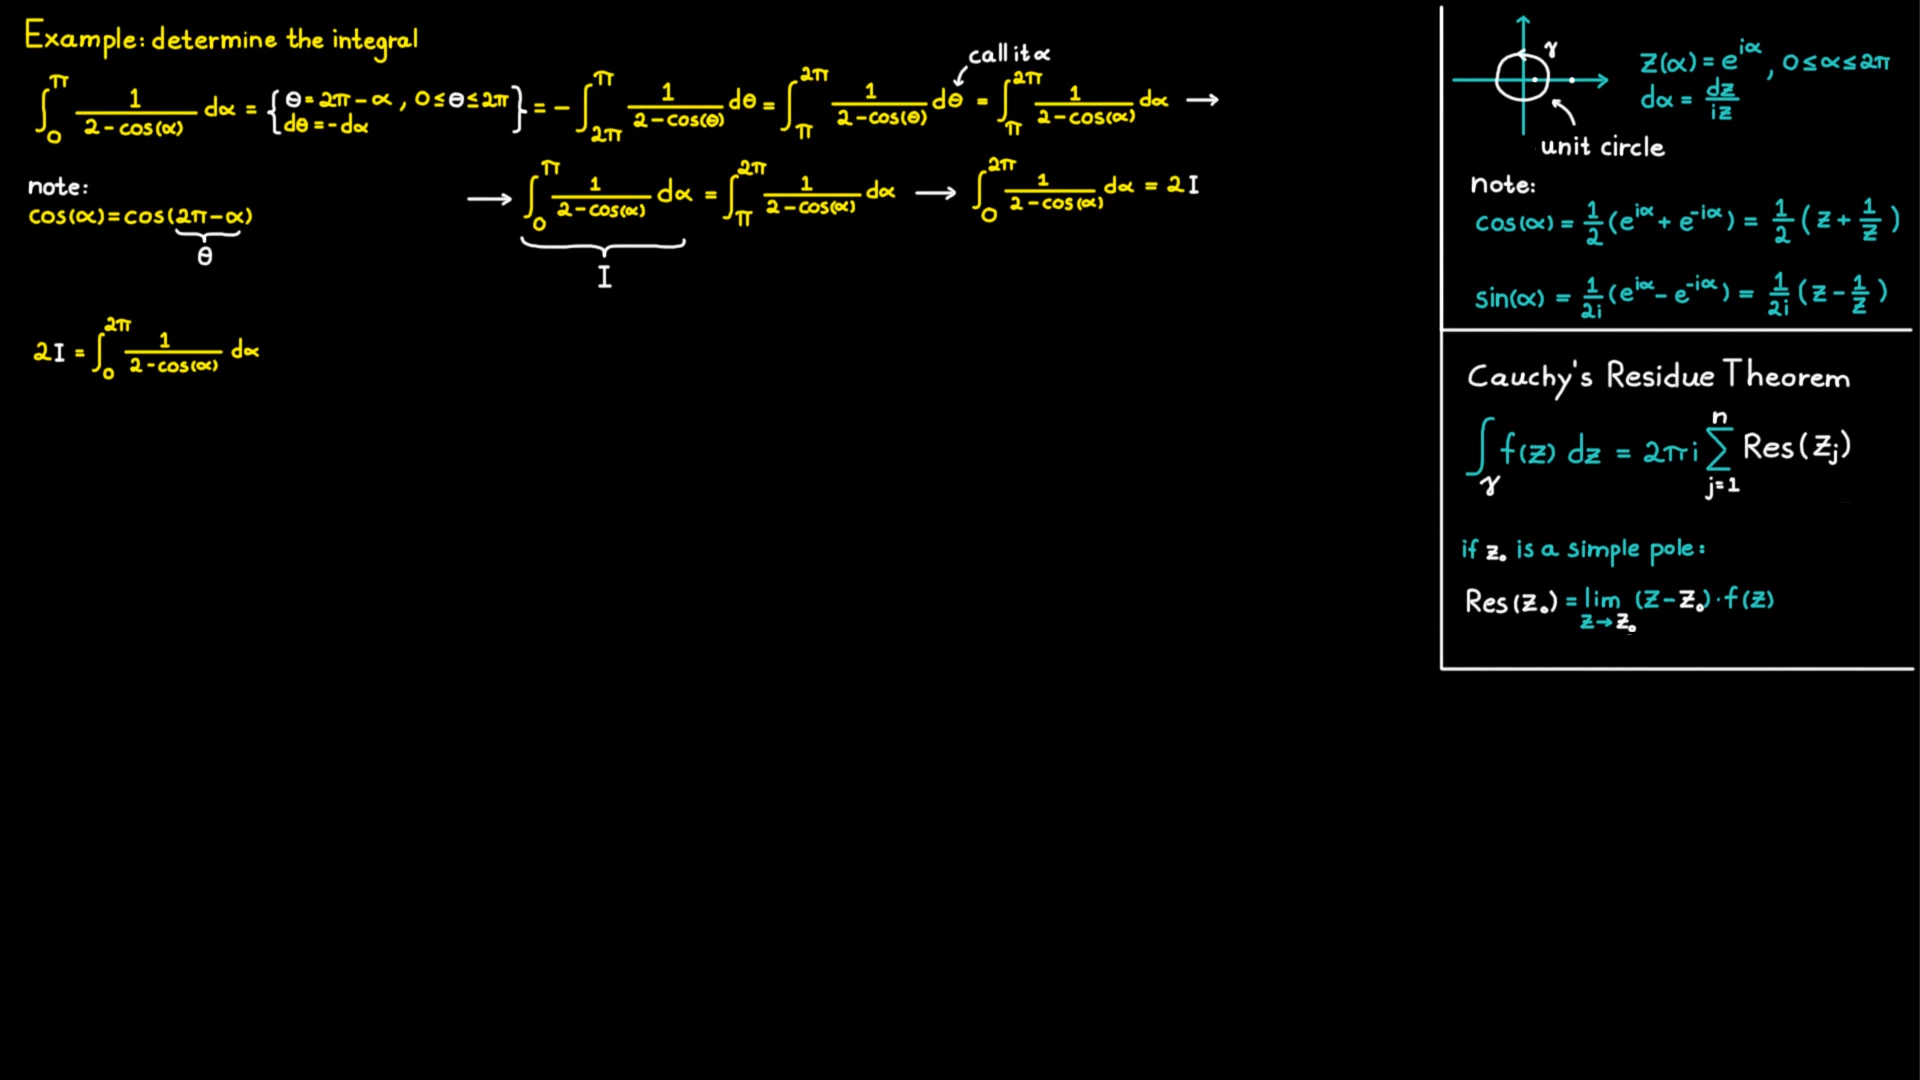 Example: determine the integral
∫₀^π 1/(2-cos(α)) dα = { θ = 2π-α , 0≤θ≤2π
dθ = -dα } = - ∫_{2π}^π 1/(2-cos(θ)) dθ = ∫_π^{2π} 1/(2-cos(θ)) dθ = ∫_π^{2π} 1/(2-cos(α)) dα →
call it α
note:
cos(α)=cos(2π-α)
θ
→ ∫₀^π 1/(2-cos(α)) dα = ∫_π^{2π} 1/(2-cos(α)) dα → ∫₀^{2π} 1/(2-cos(α)) dα = 2I
I
2I = ∫₀^{2π} 1/(2-cos(α)) dα
γ
z(α) = e^{iα} , 0≤α≤2π
dα = dz/iz
unit circle
note:
cos(α) = 1/2 (e^{iα} + e^{-iα}) = 1/2 (z + 1/z)
sin(α) = 1/2i (e^{iα} - e^{-iα}) = 1/2i (z - 1/z)
Cauchy's Residue Theorem
∫_γ f(z) dz = 2πi ∑_{j=1}^n Res(z_j)
if z₀ is a simple pole:
Res(z₀) = lim_{z→z₀} (z-z₀)·f(z)